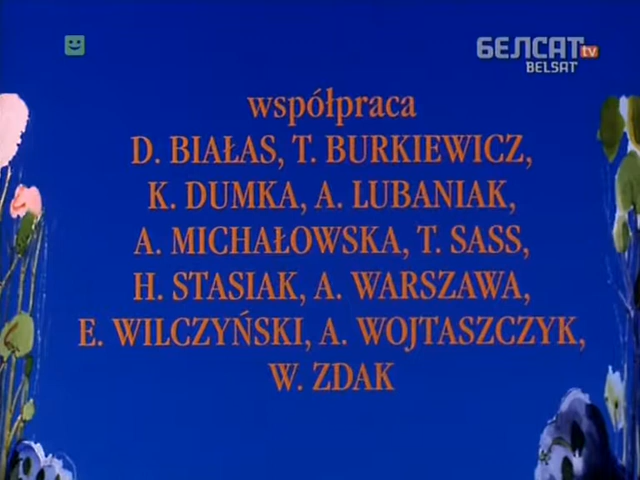 БЕЛСАТ tv
BELSAT
współpraca
D. BIAŁAS, T. BURKIEWICZ,
K. DUMKA, A. LUBANIAK,
A. MICHAŁOWSKA, T. SASS,
H. STASIAK, A. WARSZAWA,
E. WILCZYŃSKI, A. WOJTASZCZYK,
W. ZDAK